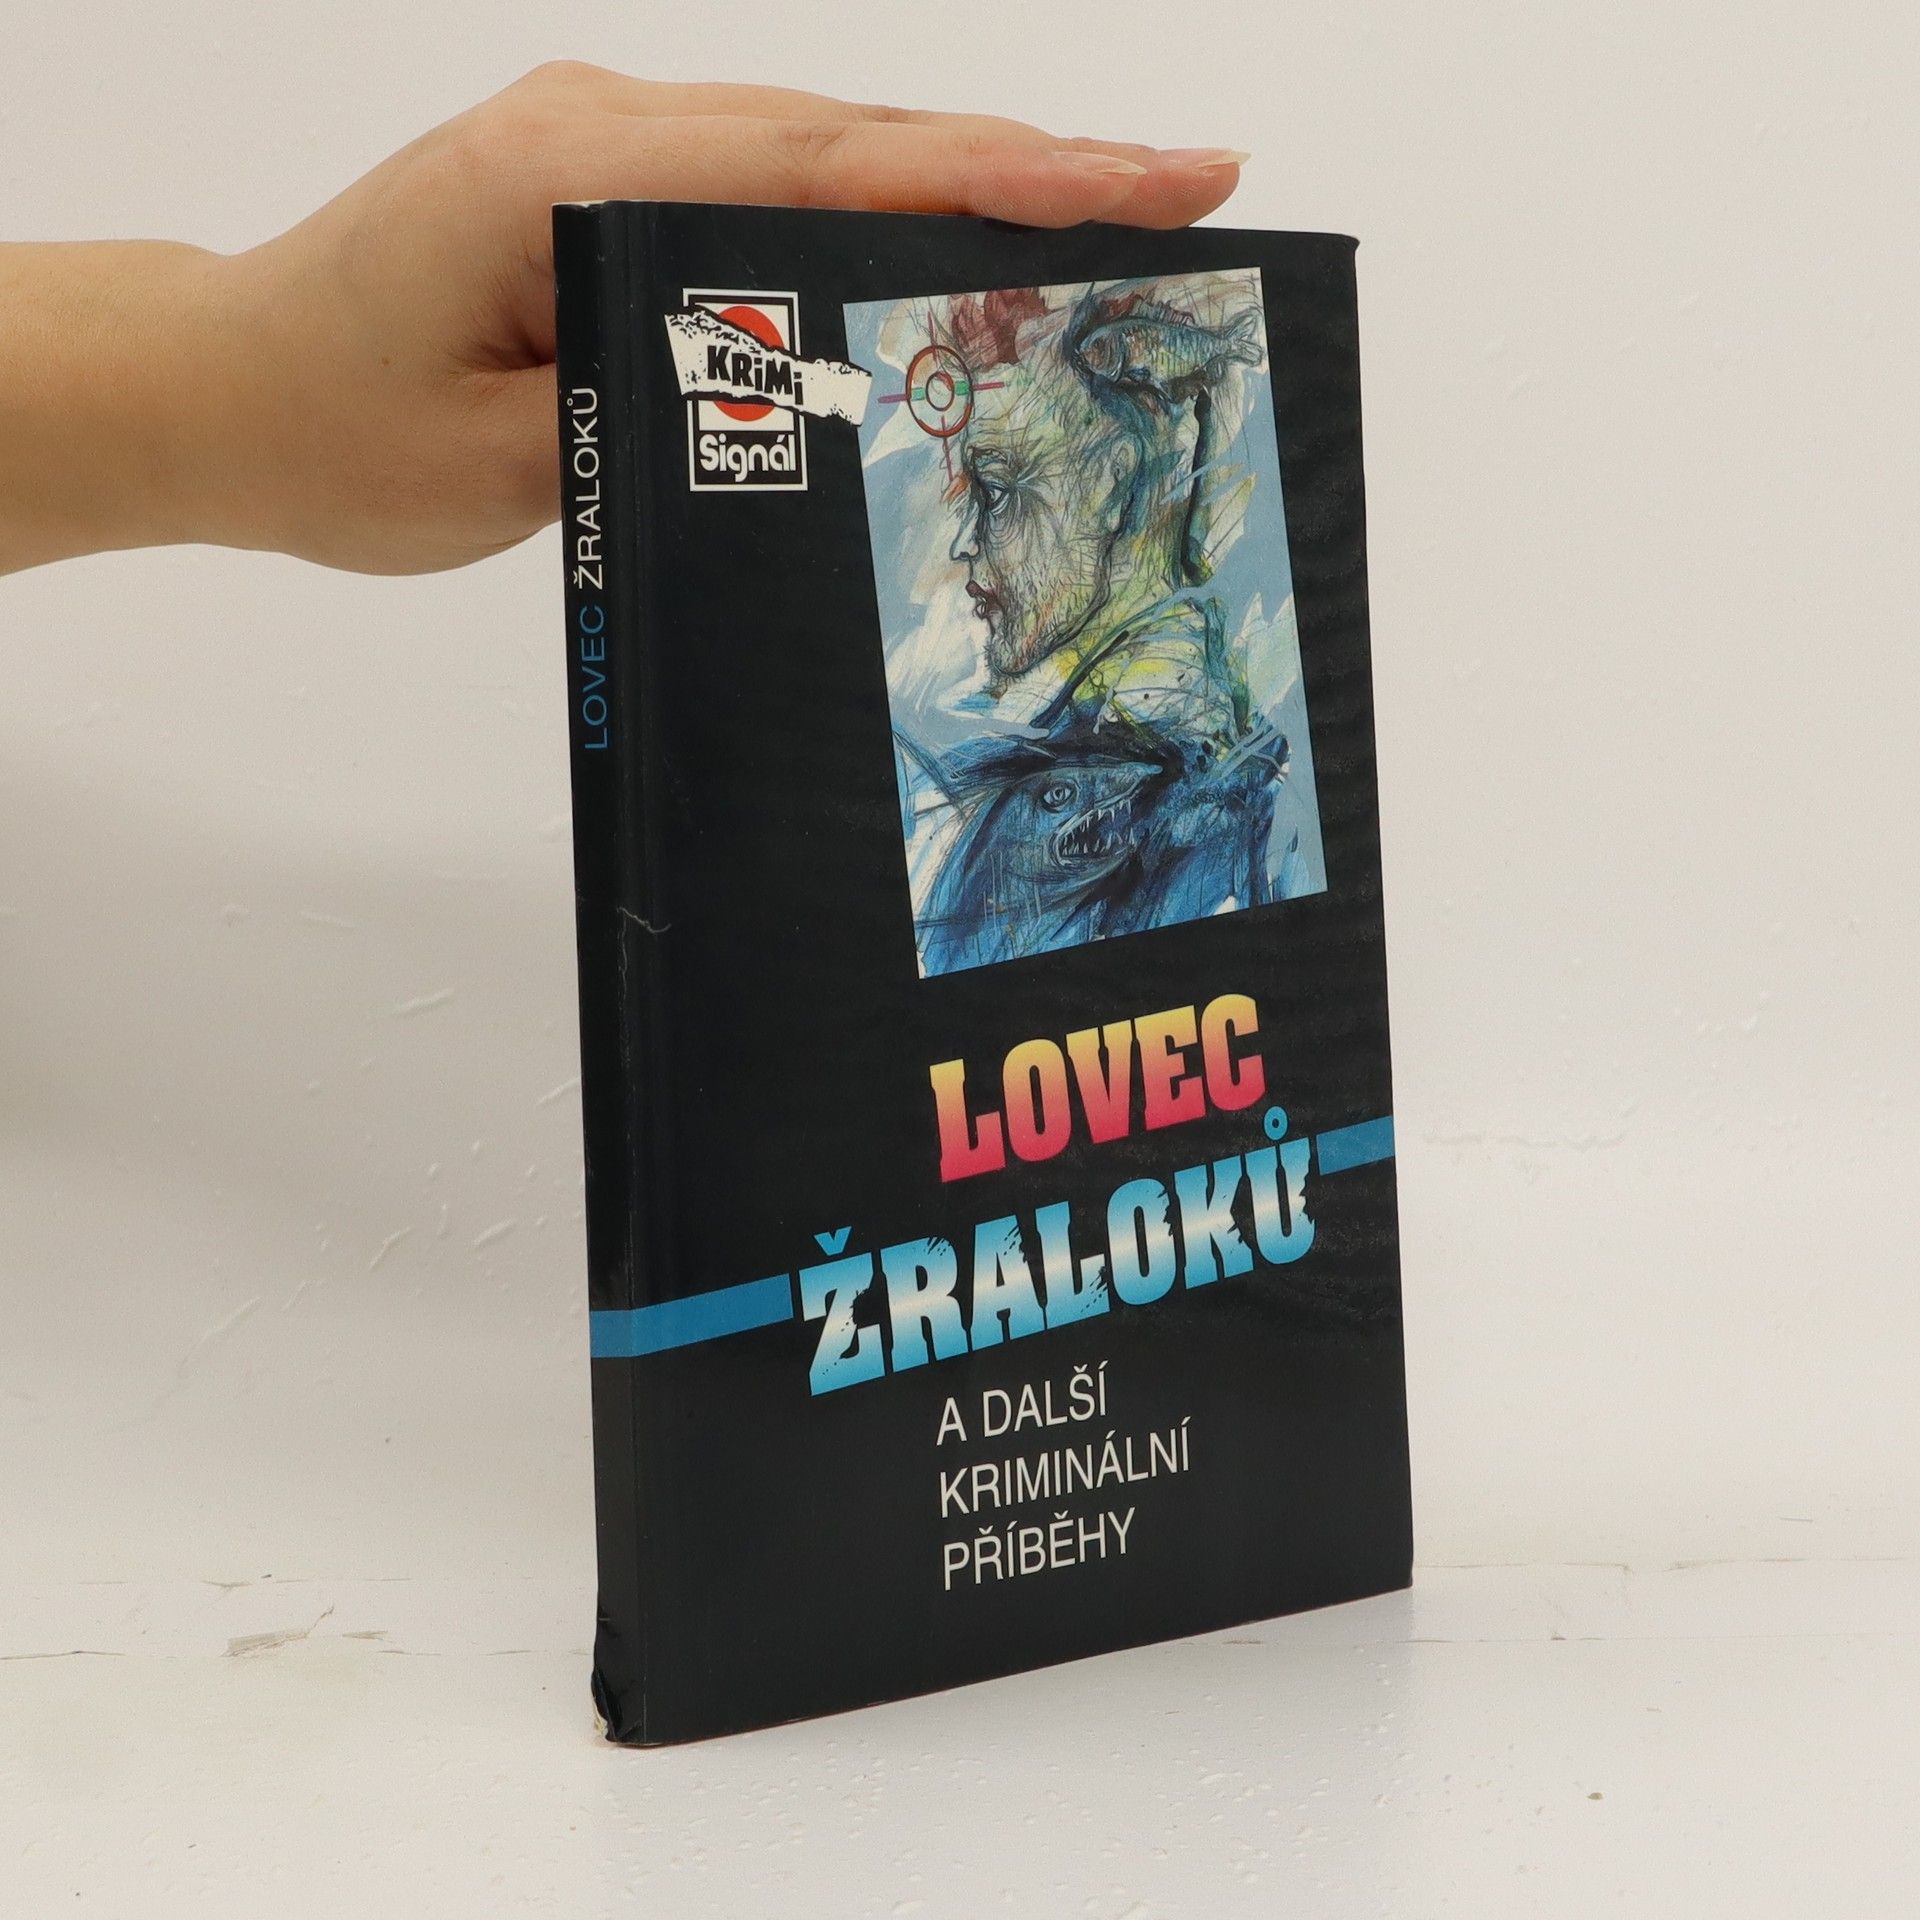 KRiMi
Signál
LOVEC ŽRALOKŮ
LOVEC
ŽRALOKŮ
A DALŠÍ
KRIMINÁLNÍ
PŘÍBĚHY